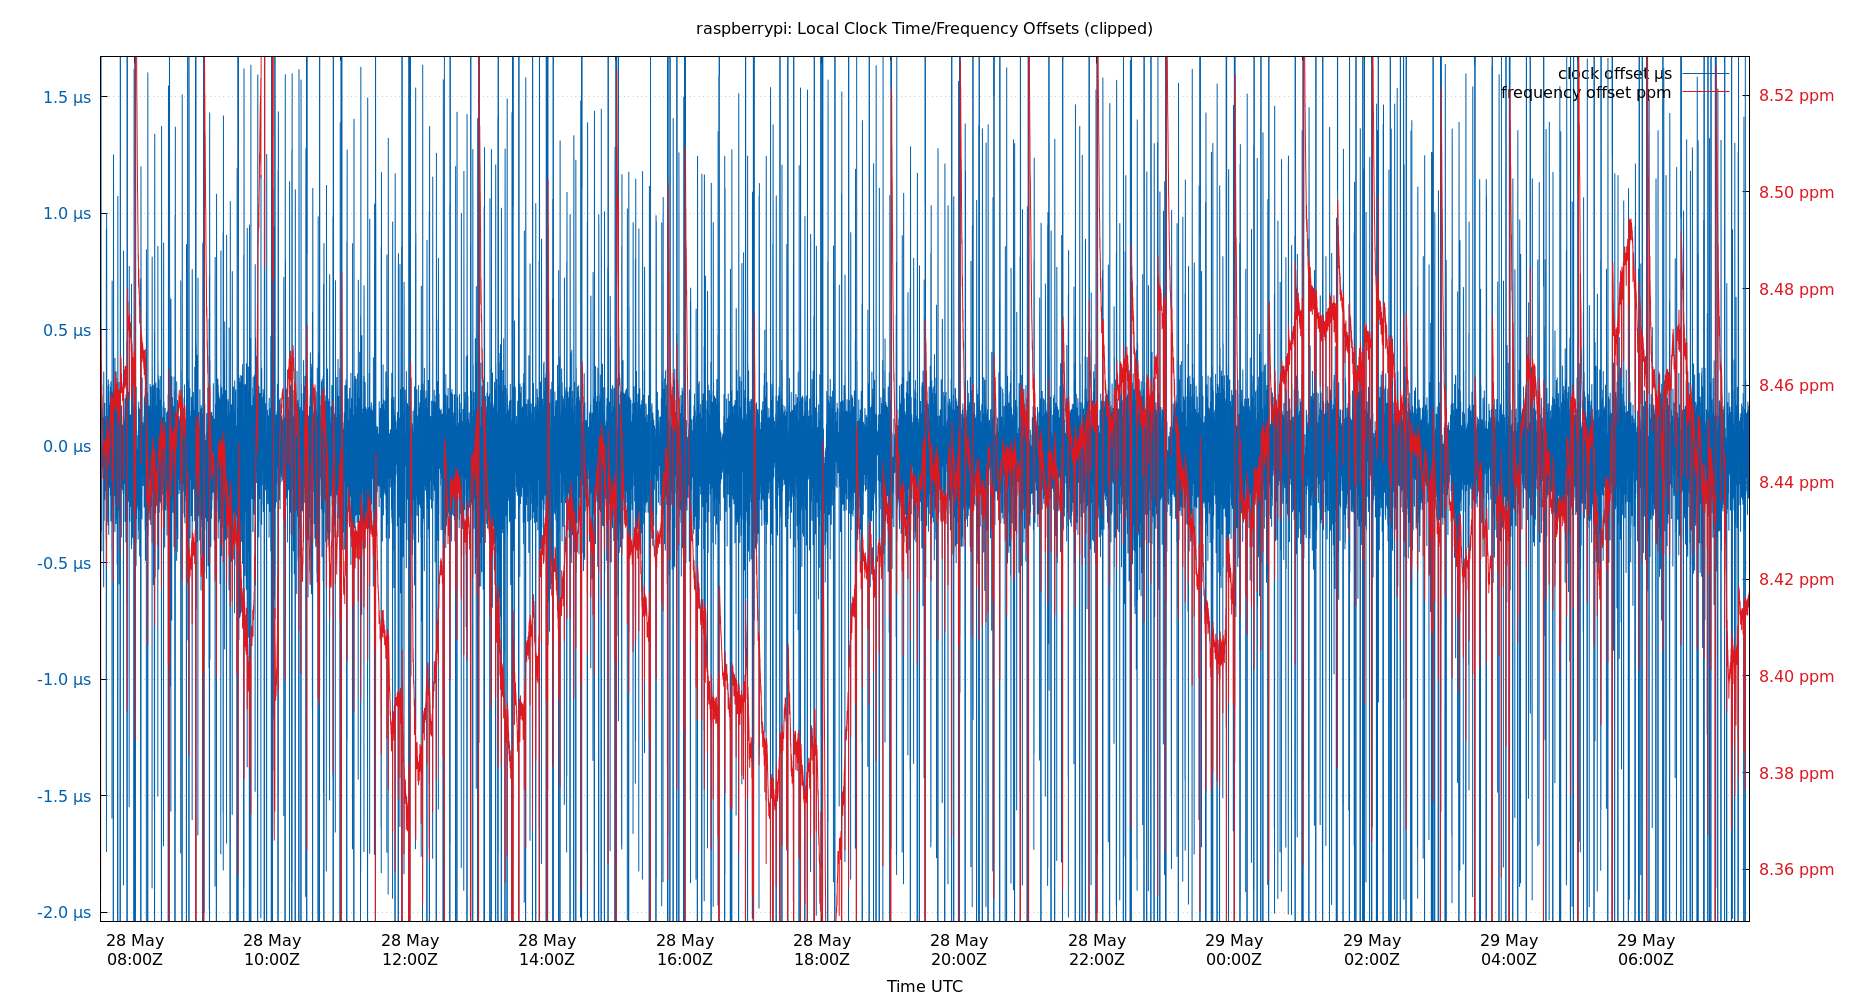 raspberrypi: Local Clock Time/Frequency Offsets (clipped)
clock offset µs
frequency offset ppm
1.5 µs
1.0 µs
0.5 µs
0.0 µs
-0.5 µs
-1.0 µs
-1.5 µs
-2.0 µs
8.52 ppm
8.50 ppm
8.48 ppm
8.46 ppm
8.44 ppm
8.42 ppm
8.40 ppm
8.38 ppm
8.36 ppm
28 May 28 May 28 May 28 May 28 May 28 May 28 May 28 May 29 May 29 May 29 May 29 May
08:00Z 10:00Z 12:00Z 14:00Z 16:00Z 18:00Z 20:00Z 22:00Z 00:00Z 02:00Z 04:00Z 06:00Z
Time UTC